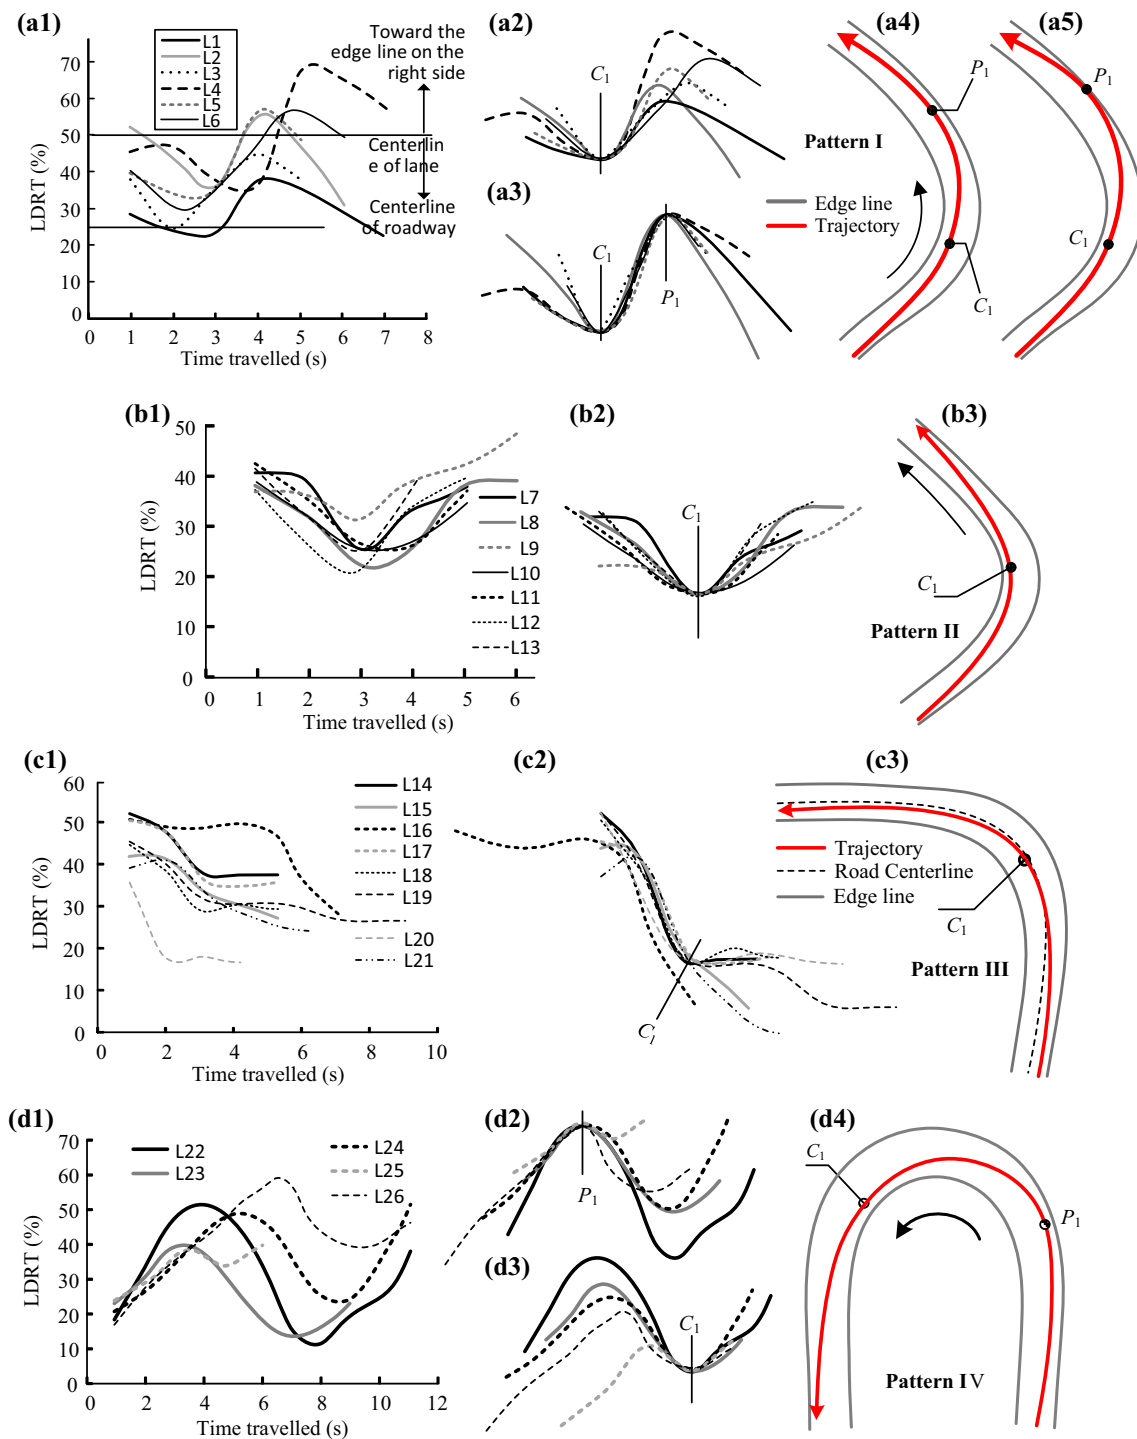 (a1)
Toward the
edge line on the
right side
L1
L2
L3
L4
L5
L6
Centerlin
e of lane
Centerline
of roadway
LDRT (%)
70
60
50
40
30
20
10
0
0 1 2 3 4 5 6 7 8
Time travelled (s)
(a2)
C1
(a3)
C1
P1
(a4)
P1
Pattern I
Edge line
Trajectory
C1
(a5)
P1
C1
(b1)
LDRT (%)
50
40
30
20
10
0
0 1 2 3 4 5 6
Time travelled (s)
L7
L8
L9
L10
L11
L12
L13
(b2)
C1
(b3)
C1
Pattern II
(c1)
LDRT (%)
60
50
40
30
20
10
0
0 2 4 6 8 10
Time travelled (s)
L14
L15
L16
L17
L18
L19
L20
L21
(c2)
C1
(c3)
Trajectory
Road Centerline
Edge line
C1
Pattern III
(d1)
LDRT (%)
70
60
50
40
30
20
10
0
0 2 4 6 8 10 12
Time travelled (s)
L22
L23
L24
L25
L26
(d2)
P1
(d3)
C1
(d4)
C1
P1
Pattern IV